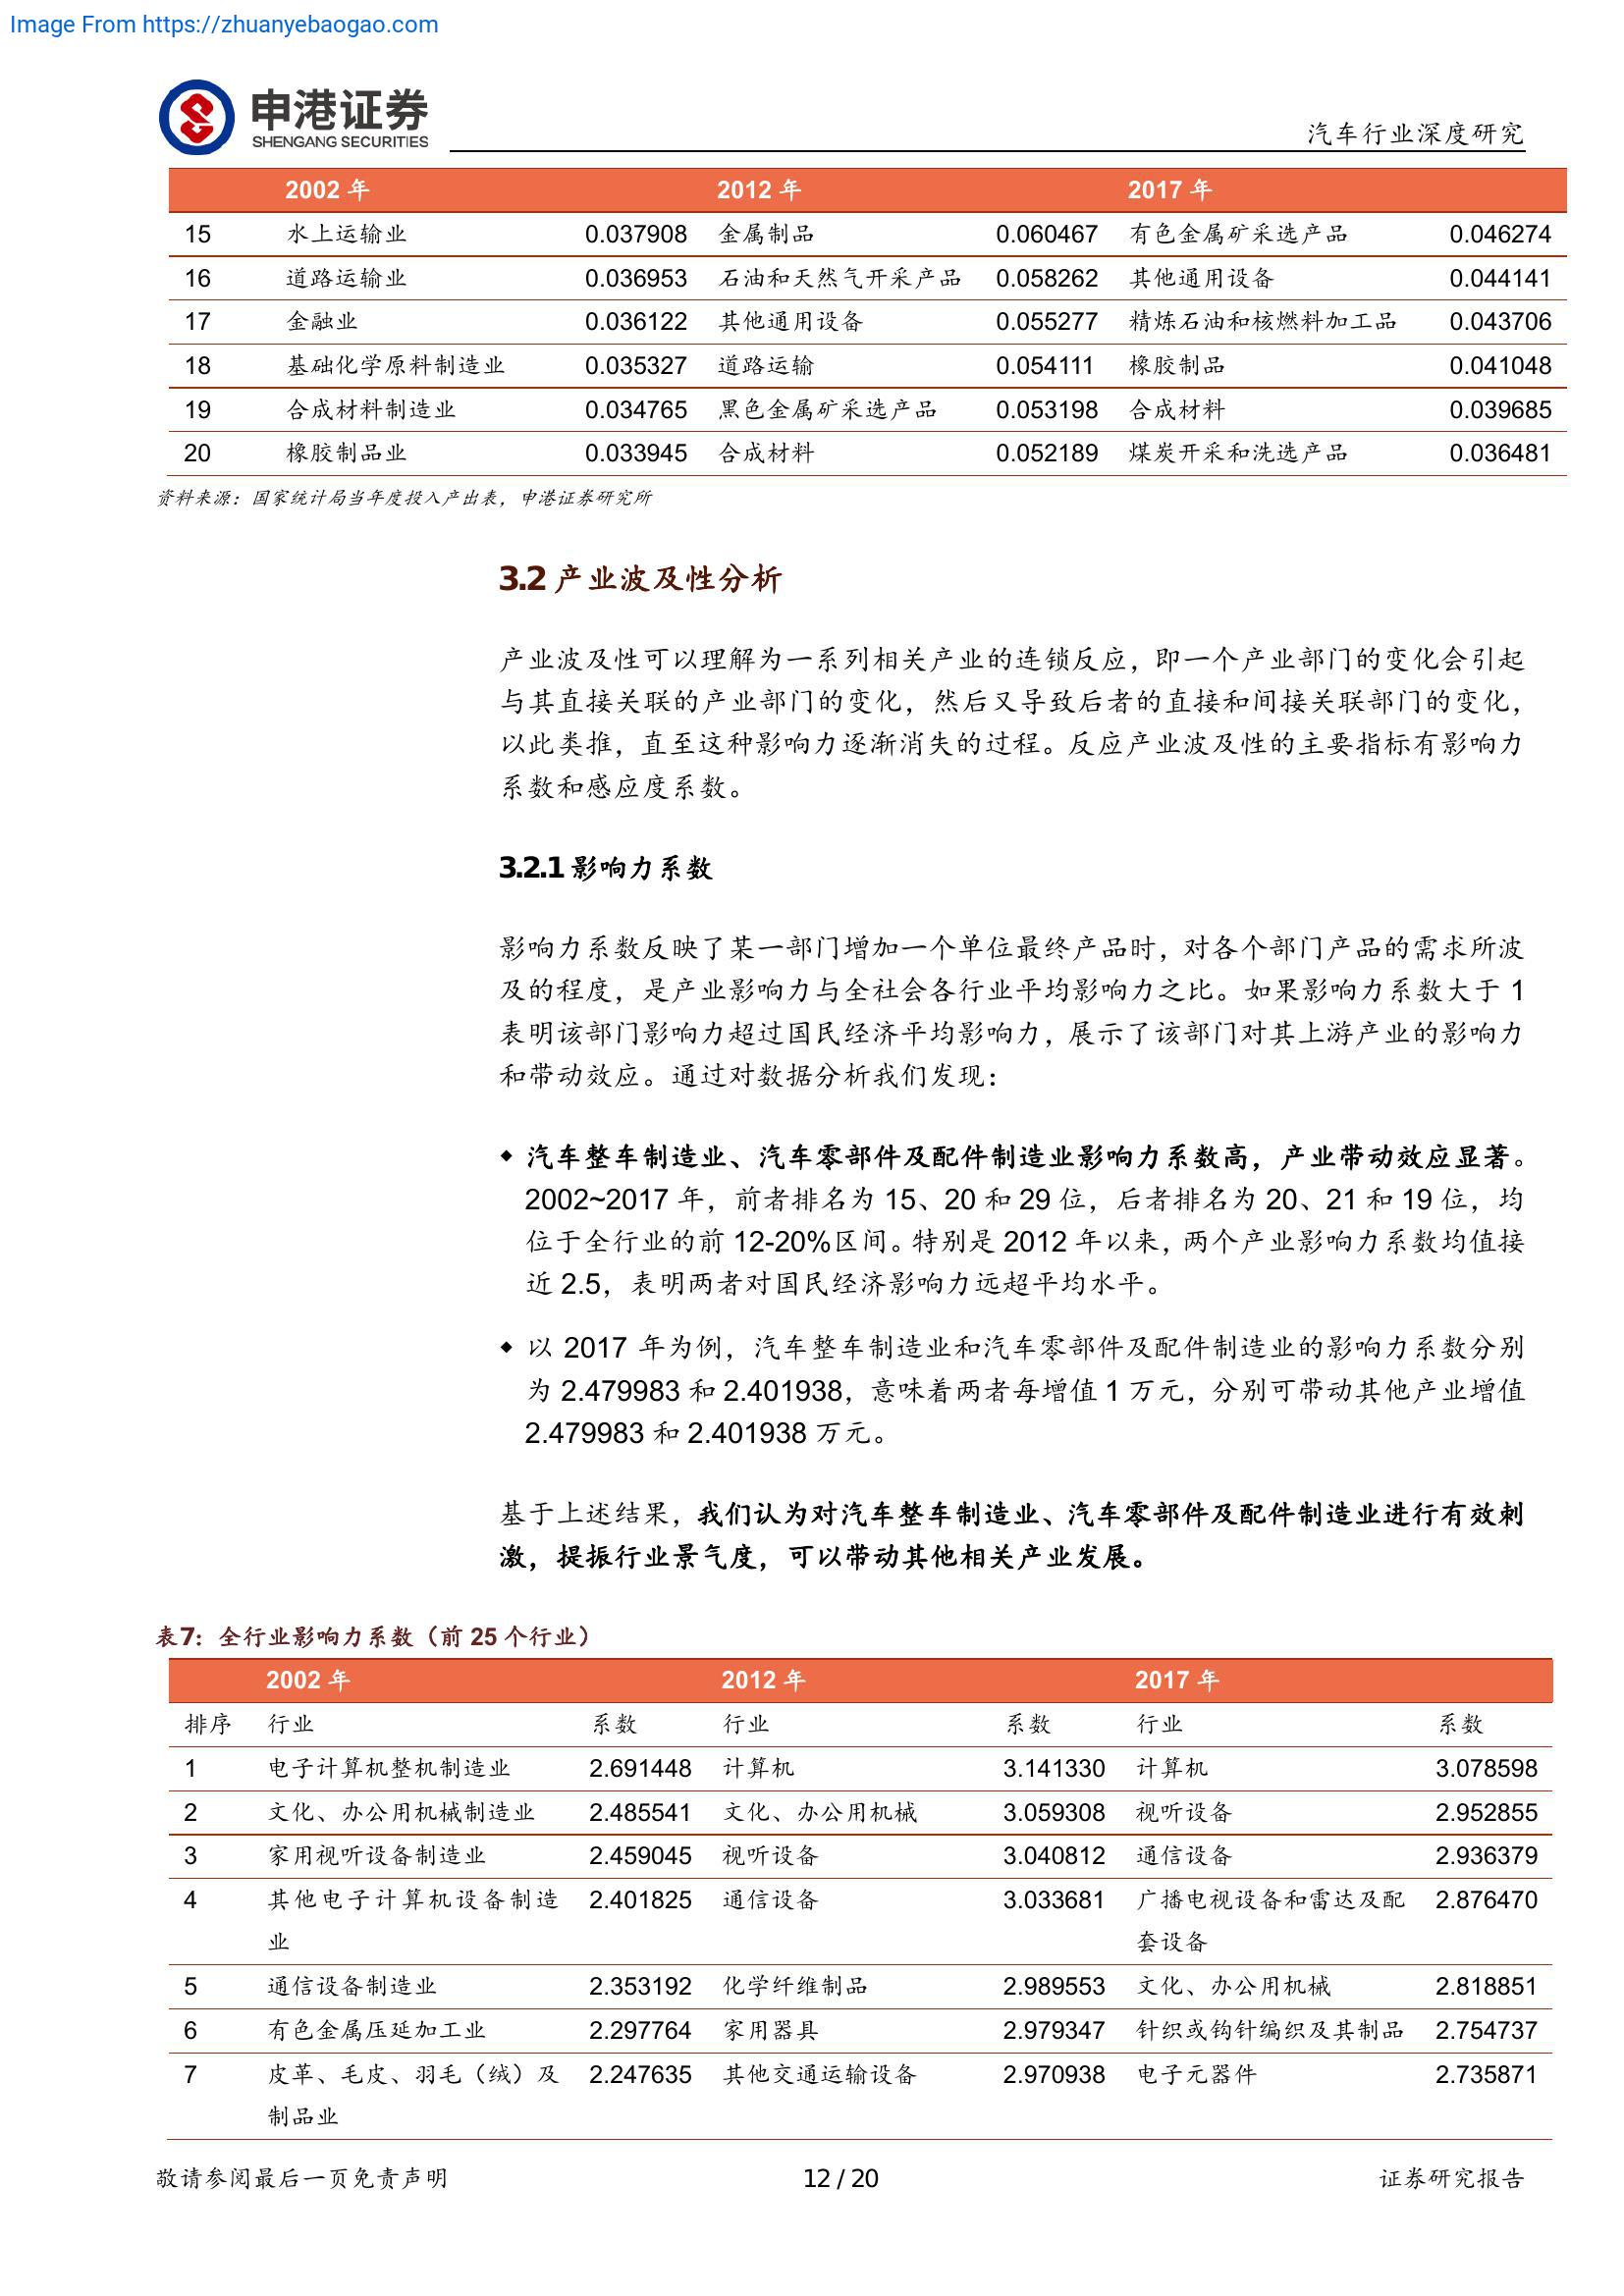 Image From https://zhuanyebaogao.com
申港证券
SHENGANG SECURITIES
汽车行业深度研究
2002 年 2012 年 2017 年
15 水上运输业 0.037908 金属制品 0.060467 有色金属矿采选产品 0.046274
16 道路运输业 0.036953 石油和天然气开采产品 0.058262 其他通用设备 0.044141
17 金融业 0.036122 其他通用设备 0.055277 精炼石油和核燃料加工品 0.043706
18 基础化学原料制造业 0.035327 道路运输 0.054111 橡胶制品 0.041048
19 合成材料制造业 0.034765 黑色金属矿采选产品 0.053198 合成材料 0.039685
20 橡胶制品业 0.033945 合成材料 0.052189 煤炭开采和洗选产品 0.036481
资料来源：国家统计局当年度投入产出表，申港证券研究所
3.2 产业波及性分析
产业波及性可以理解为一系列相关产业的连锁反应，即一个产业部门的变化会引起
与其直接关联的产业部门的变化，然后又导致后者的直接和间接关联部门的变化，
以此类推，直至这种影响力逐渐消失的过程。反应产业波及性的主要指标有影响力
系数和感应度系数。
3.2.1 影响力系数
影响力系数反映了某一部门增加一个单位最终产品时，对各个部门产品的需求所波
及的程度，是产业影响力与全社会各行业平均影响力之比。如果影响力系数大于 1
表明该部门影响力超过国民经济平均影响力，展示了该部门对其上游产业的影响力
和带动效应。通过对数据分析我们发现：
◆ 汽车整车制造业、汽车零部件及配件制造业影响力系数高，产业带动效应显著。
2002~2017 年，前者排名为 15、20 和 29 位，后者排名为 20、21 和 19 位，均
位于全行业的前 12-20%区间。特别是 2012 年以来，两个产业影响力系数均值接
近 2.5，表明两者对国民经济影响力远超平均水平。
◆ 以 2017 年为例，汽车整车制造业和汽车零部件及配件制造业的影响力系数分别
为 2.479983 和 2.401938，意味着两者每增值 1 万元，分别可带动其他产业增值
2.479983 和 2.401938 万元。
基于上述结果，我们认为对汽车整车制造业、汽车零部件及配件制造业进行有效刺
激，提振行业景气度，可以带动其他相关产业发展。
表7：全行业影响力系数（前 25 个行业）
2002 年 2012 年 2017 年
排序 行业 系数 行业 系数 行业 系数
1 电子计算机整机制造业 2.691448 计算机 3.141330 计算机 3.078598
2 文化、办公用机械制造业 2.485541 文化、办公用机械 3.059308 视听设备 2.952855
3 家用视听设备制造业 2.459045 视听设备 3.040812 通信设备 2.936379
4 其他电子计算机设备制造 2.401825 通信设备 3.033681 广播电视设备和雷达及配 2.876470
业 套设备
5 通信设备制造业 2.353192 化学纤维制品 2.989553 文化、办公用机械 2.818851
6 有色金属压延加工业 2.297764 家用器具 2.979347 针织或钩针编织及其制品 2.754737
7 皮革、毛皮、羽毛（绒）及 2.247635 其他交通运输设备 2.970938 电子元器件 2.735871
制品业
敬请参阅最后一页免责声明 12 / 20 证券研究报告